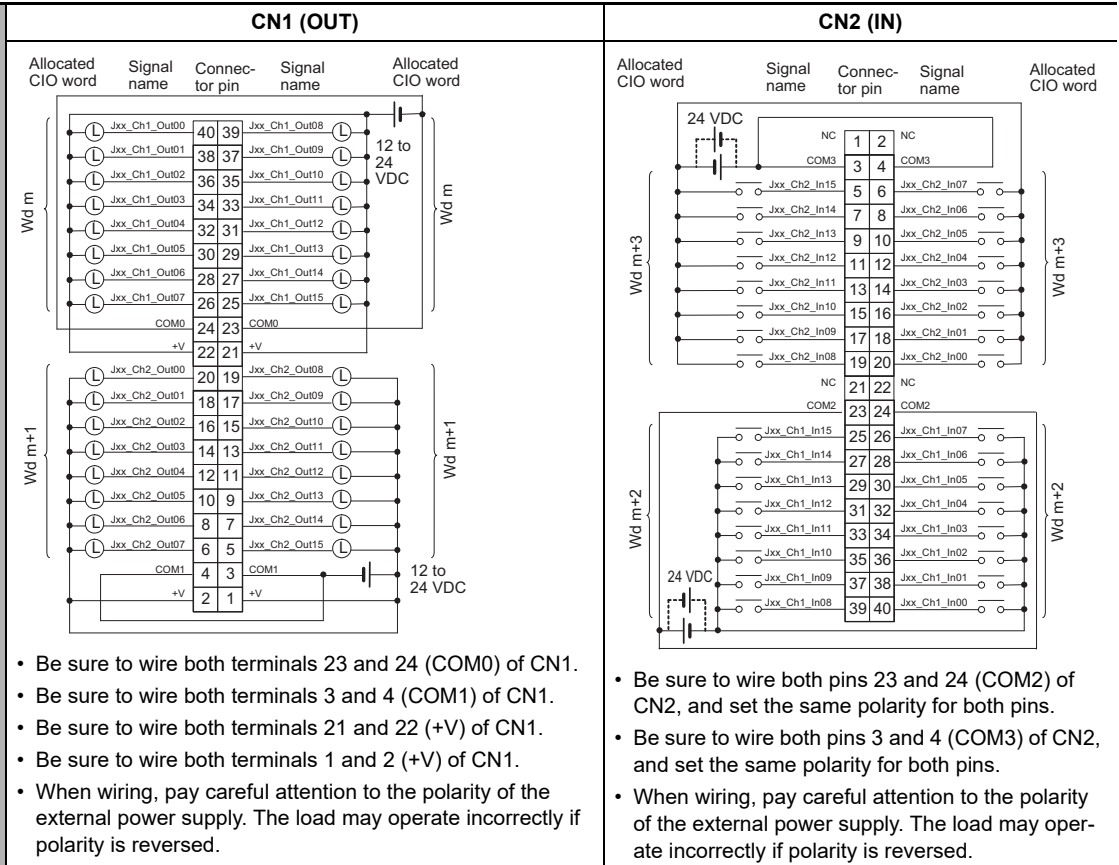 CN1 (OUT)
CN2 (IN)
Allocated
CIO word
Signal
name
Connec-
tor pin
Signal
name
Allocated
CIO word
Jxx_Ch1_Out00 40 39 Jxx_Ch1_Out08
Jxx_Ch1_Out01 38 37 Jxx_Ch1_Out09
Jxx_Ch1_Out02 36 35 Jxx_Ch1_Out10
Jxx_Ch1_Out03 34 33 Jxx_Ch1_Out11
Jxx_Ch1_Out04 32 31 Jxx_Ch1_Out12
Jxx_Ch1_Out05 30 29 Jxx_Ch1_Out13
Jxx_Ch1_Out06 28 27 Jxx_Ch1_Out14
Jxx_Ch1_Out07 26 25 Jxx_Ch1_Out15
COM0 24 23 COM0
+V 22 21 +V
L L
L L
L L
L L
L L
L L
L L
L L
12 to
24
VDC
Wd m
Wd m
Jxx_Ch2_Out00 20 19 Jxx_Ch2_Out08
Jxx_Ch2_Out01 18 17 Jxx_Ch2_Out09
Jxx_Ch2_Out02 16 15 Jxx_Ch2_Out10
Jxx_Ch2_Out03 14 13 Jxx_Ch2_Out11
Jxx_Ch2_Out04 12 11 Jxx_Ch2_Out12
Jxx_Ch2_Out05 10 9 Jxx_Ch2_Out13
Jxx_Ch2_Out06 8 7 Jxx_Ch2_Out14
Jxx_Ch2_Out07 6 5 Jxx_Ch2_Out15
COM1 4 3 COM1
+V 2 1 +V
L L
L L
L L
L L
L L
L L
L L
L L
12 to
24 VDC
Wd m+1
Wd m+1
• Be sure to wire both terminals 23 and 24 (COM0) of CN1.
• Be sure to wire both terminals 3 and 4 (COM1) of CN1.
• Be sure to wire both terminals 21 and 22 (+V) of CN1.
• Be sure to wire both terminals 1 and 2 (+V) of CN1.
• When wiring, pay careful attention to the polarity of the
external power supply. The load may operate incorrectly if
polarity is reversed.
Allocated
CIO word
Signal
name
Connec-
tor pin
Signal
name
Allocated
CIO word
24 VDC
NC 1 2 NC
COM3 3 4 COM3
Jxx_Ch2_In15 5 6 Jxx_Ch2_In07
Jxx_Ch2_In14 7 8 Jxx_Ch2_In06
Jxx_Ch2_In13 9 10 Jxx_Ch2_In05
Jxx_Ch2_In12 11 12 Jxx_Ch2_In04
Jxx_Ch2_In11 13 14 Jxx_Ch2_In03
Jxx_Ch2_In10 15 16 Jxx_Ch2_In02
Jxx_Ch2_In09 17 18 Jxx_Ch2_In01
Jxx_Ch2_In08 19 20 Jxx_Ch2_In00
NC 21 22 NC
COM2 23 24 COM2
Wd m+3
Wd m+3
Jxx_Ch1_In15 25 26 Jxx_Ch1_In07
Jxx_Ch1_In14 27 28 Jxx_Ch1_In06
Jxx_Ch1_In13 29 30 Jxx_Ch1_In05
Jxx_Ch1_In12 31 32 Jxx_Ch1_In04
Jxx_Ch1_In11 33 34 Jxx_Ch1_In03
Jxx_Ch1_In10 35 36 Jxx_Ch1_In02
Jxx_Ch1_In09 37 38 Jxx_Ch1_In01
Jxx_Ch1_In08 39 40 Jxx_Ch1_In00
24 VDC
Wd m+2
Wd m+2
• Be sure to wire both pins 23 and 24 (COM2) of
CN2, and set the same polarity for both pins.
• Be sure to wire both pins 3 and 4 (COM3) of CN2,
and set the same polarity for both pins.
• When wiring, pay careful attention to the polarity
of the external power supply. The load may oper-
ate incorrectly if polarity is reversed.